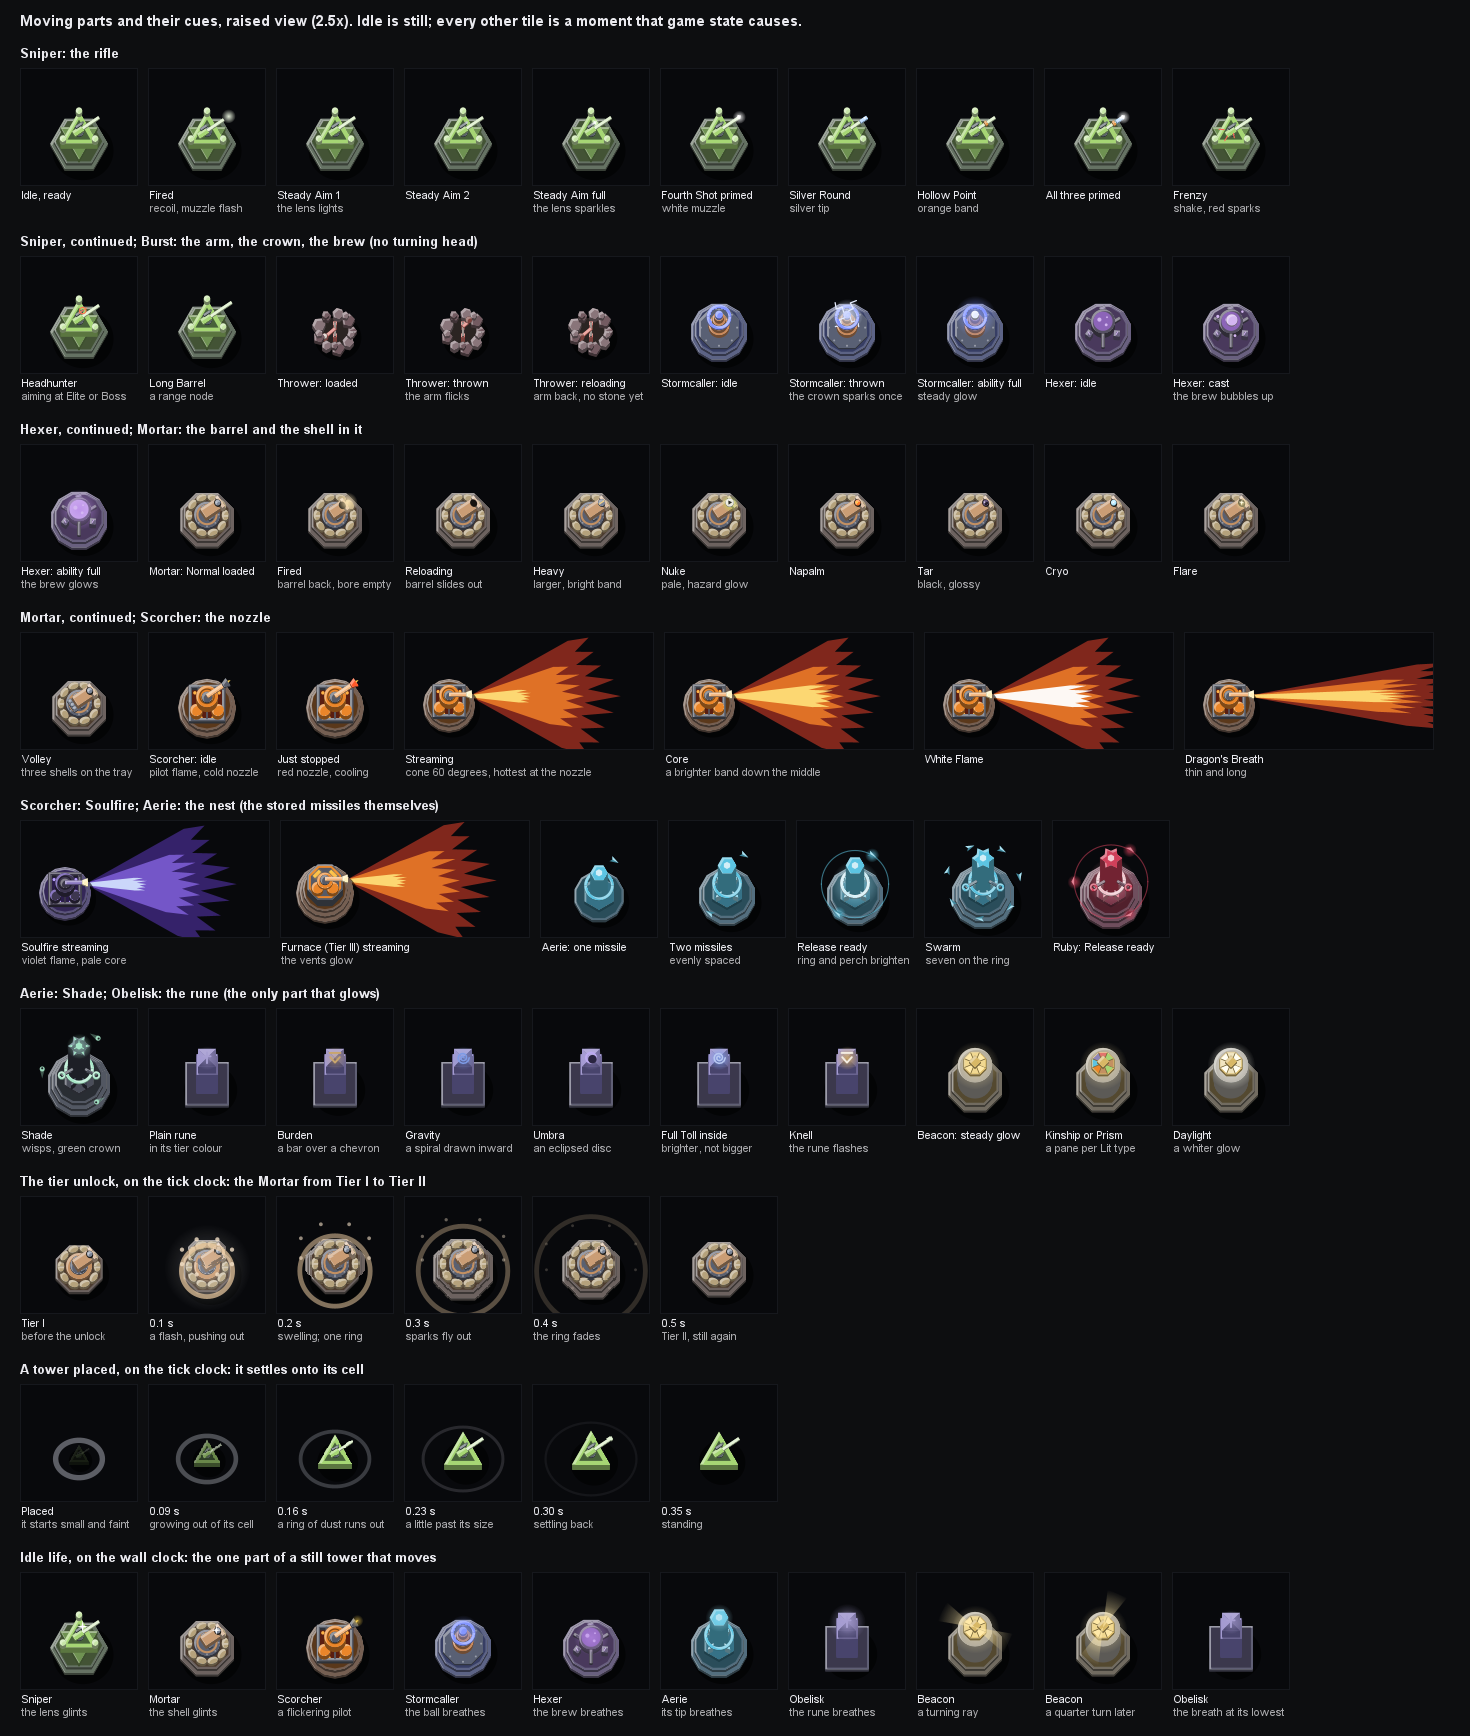 Moving parts and their cues, raised view (2.5x). Idle is still; every other tile is a moment that game state causes.
Sniper: the rifle
Idle, ready
Fired
recoil, muzzle flash
Steady Aim 1
the lens lights
Steady Aim 2
Steady Aim full
the lens sparkles
Fourth Shot primed
white muzzle
Silver Round
silver tip
Hollow Point
orange band
All three primed
Frenzy
shake, red sparks
Sniper, continued; Burst: the arm, the crown, the brew (no turning head)
Headhunter
aiming at Elite or Boss
Long Barrel
a range node
Thrower: loaded
Thrower: thrown
the arm flicks
Thrower: reloading
arm back, no stone yet
Stormcaller: idle
Stormcaller: thrown
the crown sparks once
Stormcaller: ability full
steady glow
Hexer: idle
Hexer: cast
the brew bubbles up
Hexer, continued; Mortar: the barrel and the shell in it
Hexer: ability full
the brew glows
Mortar: Normal loaded
Fired
barrel back, bore empty
Reloading
barrel slides out
Heavy
larger, bright band
Nuke
pale, hazard glow
Napalm
Tar
black, glossy
Cryo
Flare
Mortar, continued; Scorcher: the nozzle
Volley
three shells on the tray
Scorcher: idle
pilot flame, cold nozzle
Just stopped
red nozzle, cooling
Streaming
cone 60 degrees, hottest at the nozzle
Core
a brighter band down the middle
White Flame
Dragon's Breath
thin and long
Scorcher: Soulfire; Aerie: the nest (the stored missiles themselves)
Soulfire streaming
violet flame, pale core
Furnace (Tier III) streaming
the vents glow
Aerie: one missile
Two missiles
evenly spaced
Release ready
ring and perch brighten
Swarm
seven on the ring
Ruby: Release ready
Aerie: Shade; Obelisk: the rune (the only part that glows)
Shade
wisps, green crown
Plain rune
in its tier colour
Burden
a bar over a chevron
Gravity
a spiral drawn inward
Umbra
an eclipsed disc
Full Toll inside
brighter, not bigger
Knell
the rune flashes
Beacon: steady glow
Kinship or Prism
a pane per Lit type
Daylight
a whiter glow
The tier unlock, on the tick clock: the Mortar from Tier I to Tier II
Tier I
before the unlock
0.1 s
a flash, pushing out
0.2 s
swelling; one ring
0.3 s
sparks fly out
0.4 s
the ring fades
0.5 s
Tier II, still again
A tower placed, on the tick clock: it settles onto its cell
Placed
it starts small and faint
0.09 s
growing out of its cell
0.16 s
a ring of dust runs out
0.23 s
a little past its size
0.30 s
settling back
0.35 s
standing
Idle life, on the wall clock: the one part of a still tower that moves
Sniper
the lens glints
Mortar
the shell glints
Scorcher
a flickering pilot
Stormcaller
the ball breathes
Hexer
the brew breathes
Aerie
its tip breathes
Obelisk
the rune breathes
Beacon
a turning ray
Beacon
a quarter turn later
Obelisk
the breath at its lowest